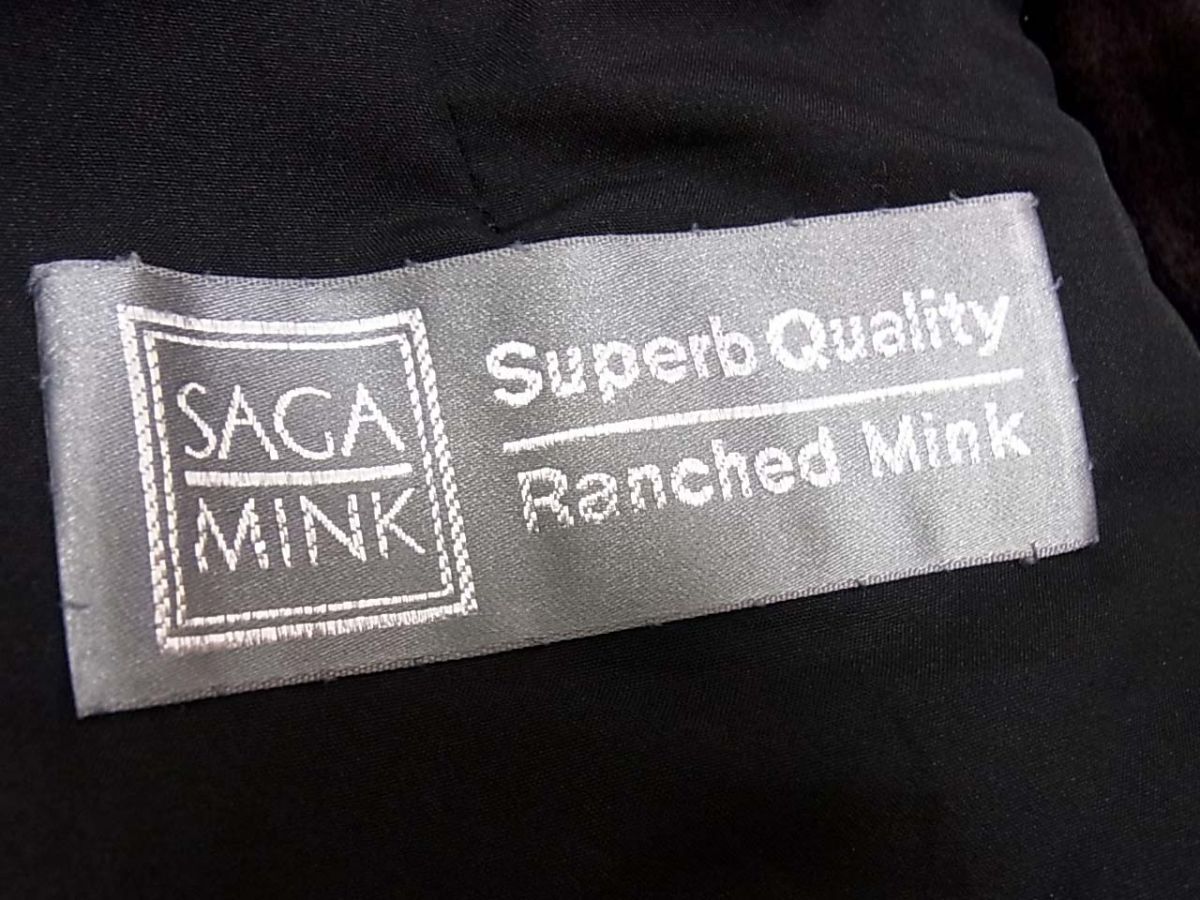 SAGA
MINK
Superb Quality
Ranched Mink